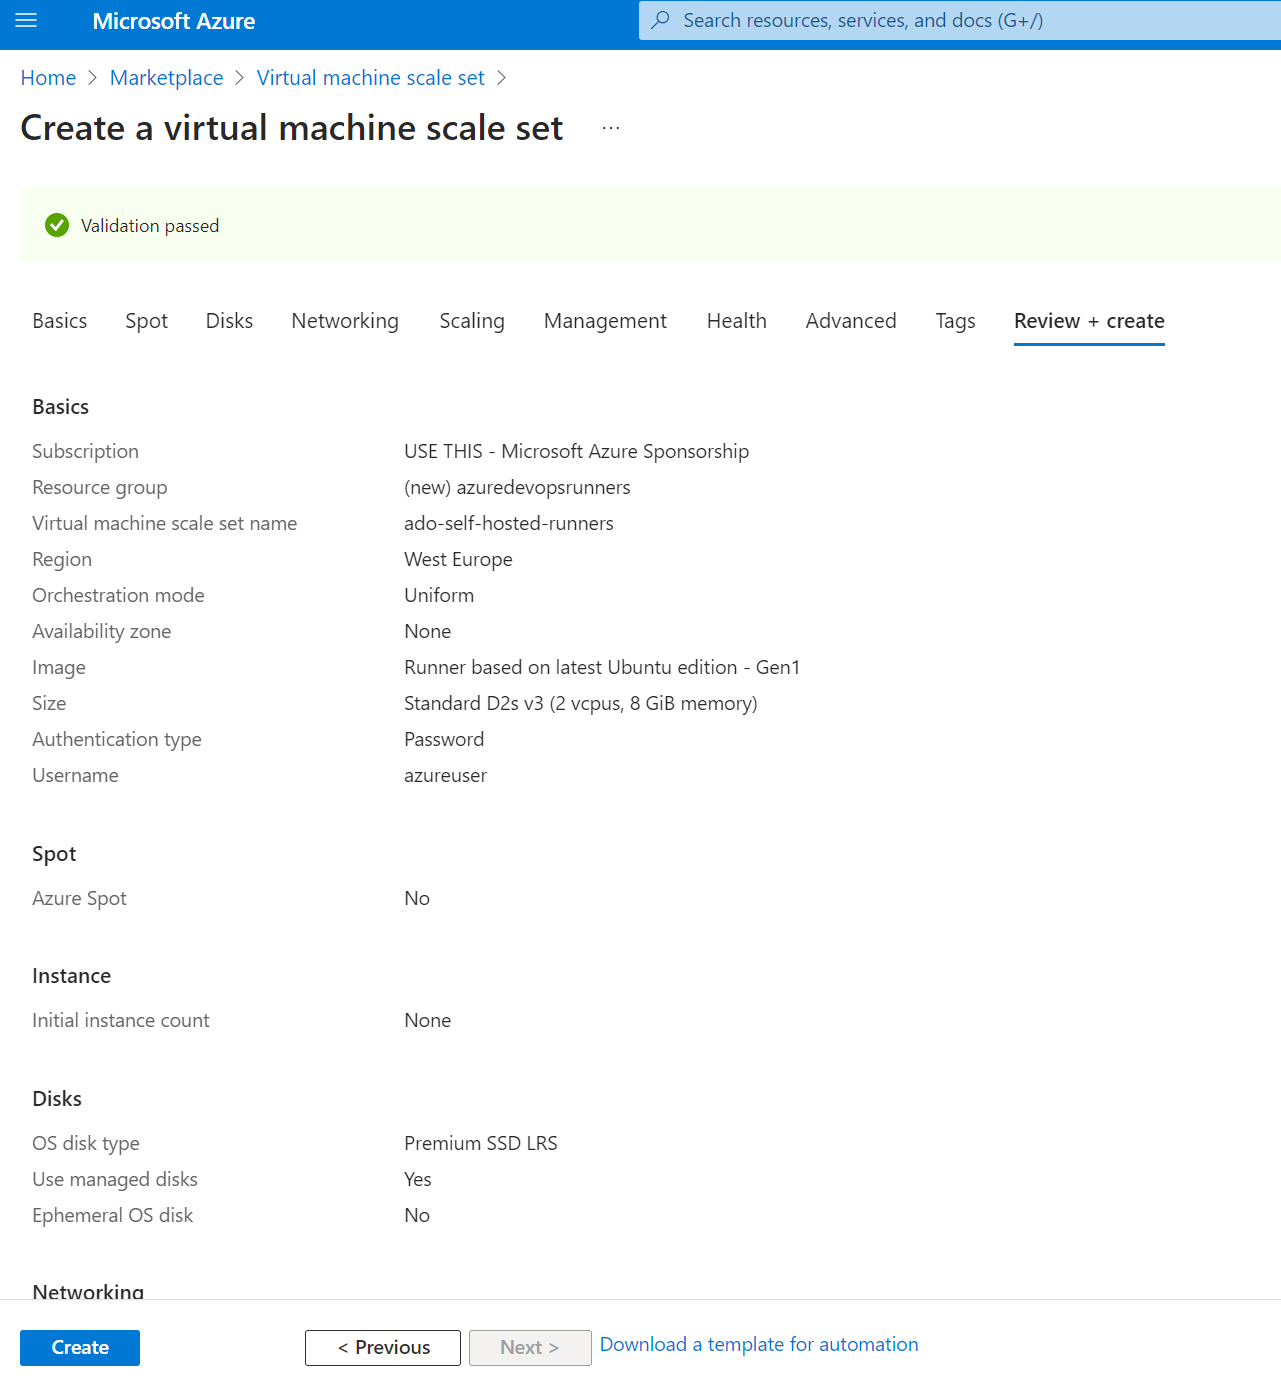 Microsoft Azure
Search resources, services, and docs (G+/)
Home > Marketplace > Virtual machine scale set >
Create a virtual machine scale set ...
Validation passed
Basics Spot Disks Networking Scaling Management Health Advanced Tags Review + create
Basics
Subscription USE THIS - Microsoft Azure Sponsorship
Resource group (new) azuredevopsrunners
Virtual machine scale set name ado-self-hosted-runners
Region West Europe
Orchestration mode Uniform
Availability zone None
Image Runner based on latest Ubuntu edition - Gen1
Size Standard D2s v3 (2 vcpus, 8 GiB memory)
Authentication type Password
Username azureuser
Spot
Azure Spot No
Instance
Initial instance count None
Disks
OS disk type Premium SSD LRS
Use managed disks Yes
Ephemeral OS disk No
Networking
Create < Previous Next > Download a template for automation